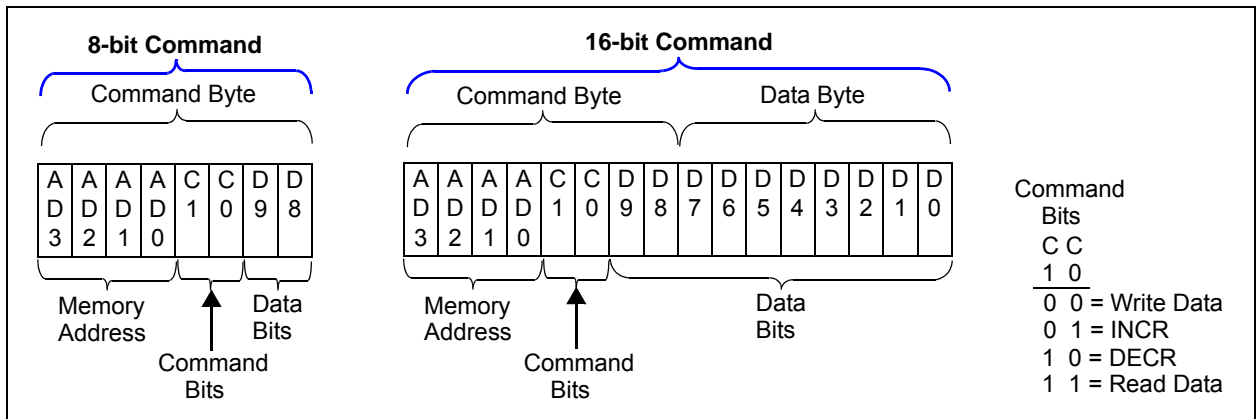 8-bit Command
16-bit Command
Command Byte
Command Byte
Data Byte
A A A A C C D D
D D D D 1 0 9 8
3 2 1 0
A A A A C C D D D D D D D D D D
D D D D 1 0 9 8 7 6 5 4 3 2 1 0
3 2 1 0
Memory
Address
Data
Bits
Command
Bits
Memory
Address
Data
Bits
Command
Bits
Command
Bits
C C
1 0
0 0 = Write Data
0 1 = INCR
1 0 = DECR
1 1 = Read Data